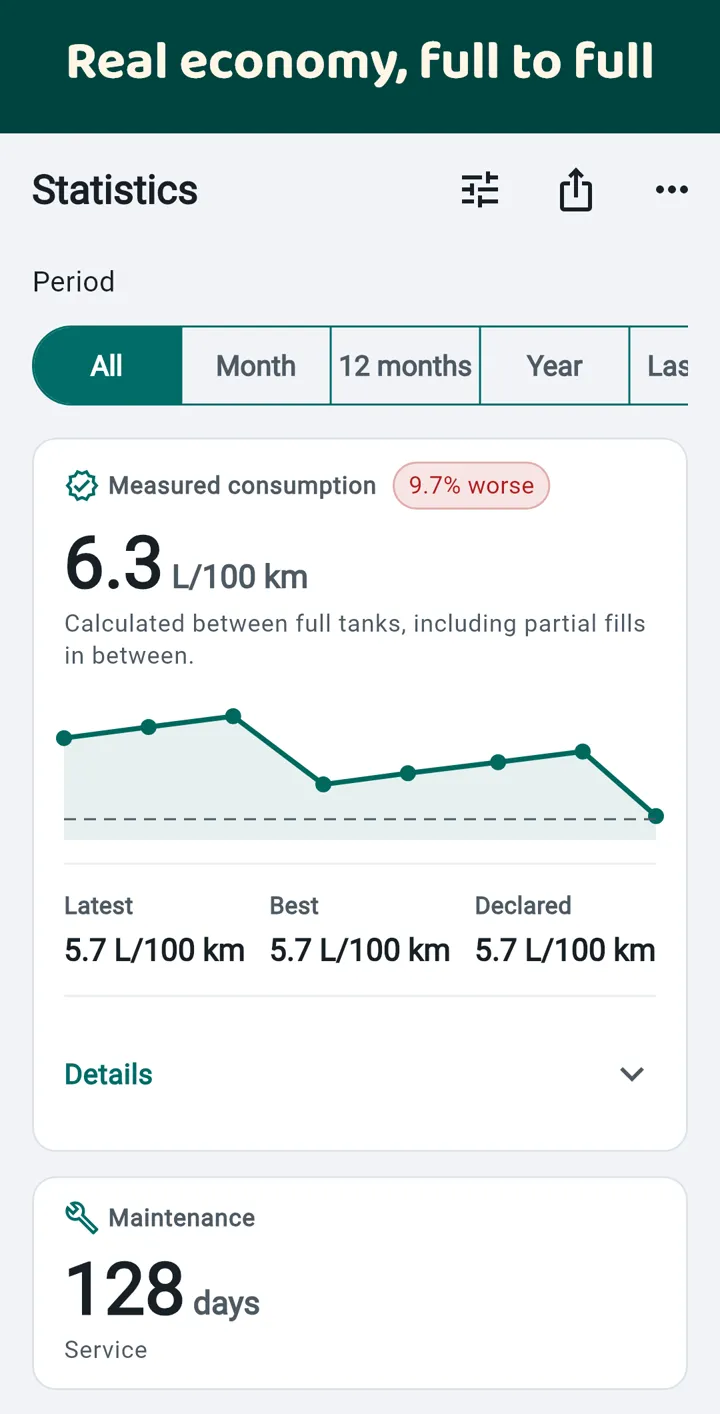 Real economy, full to full
Statistics
Period
All Month 12 months Year Las
Measured consumption 9.7% worse
6.3 L/100 km
Calculated between full tanks, including partial fills
in between.
Latest Best Declared
5.7 L/100 km 5.7 L/100 km 5.7 L/100 km
Details
Maintenance
128 days
Service